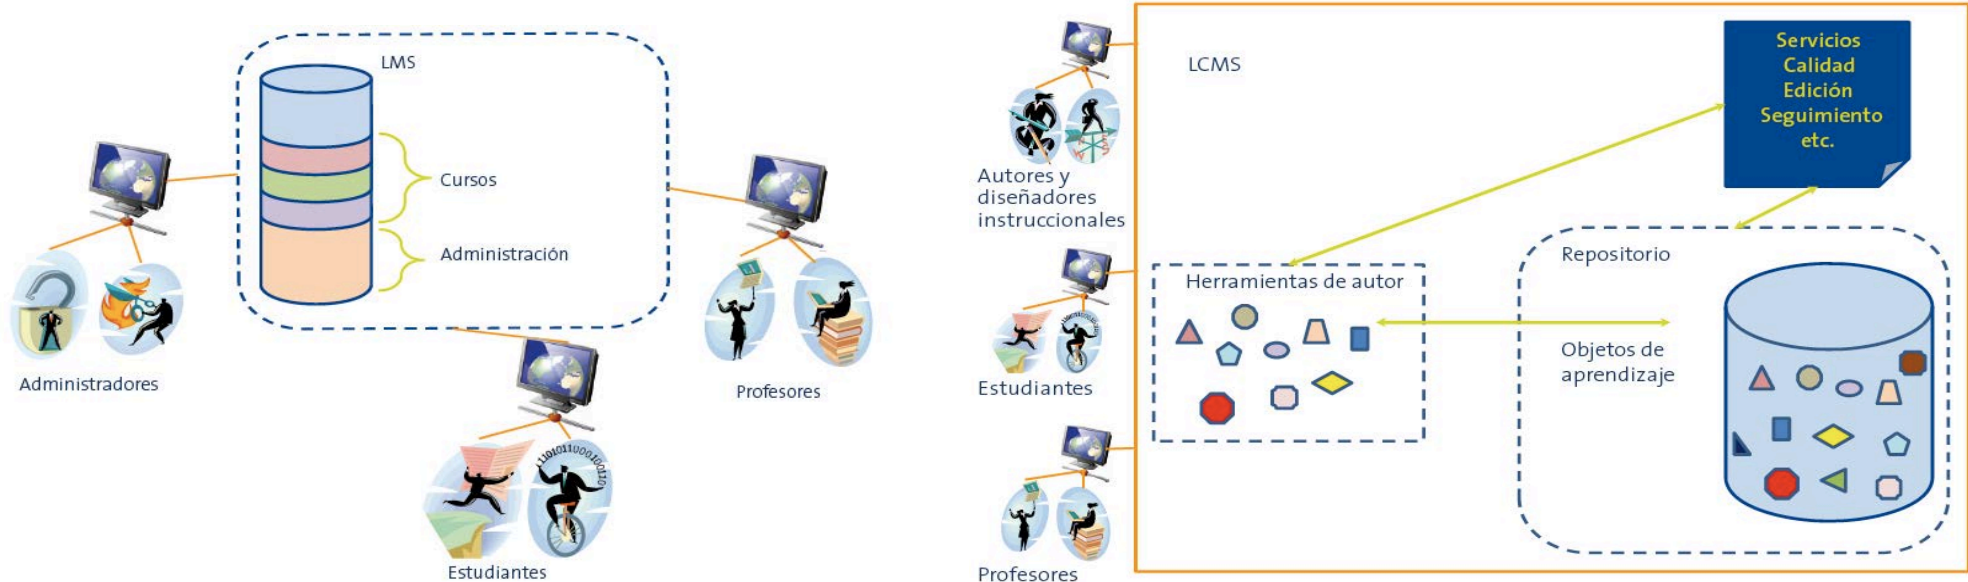 LMS
Cursos
Administración
Administradores
Profesores
Estudiantes
1101011000100110
LCMS
Servicios
Calidad
Edición
Seguimiento
etc.
Autores y
diseñadores
instruccionales
Estudiantes
Profesores
Herramientas de autor
Repositorio
Objetos de
aprendizaje